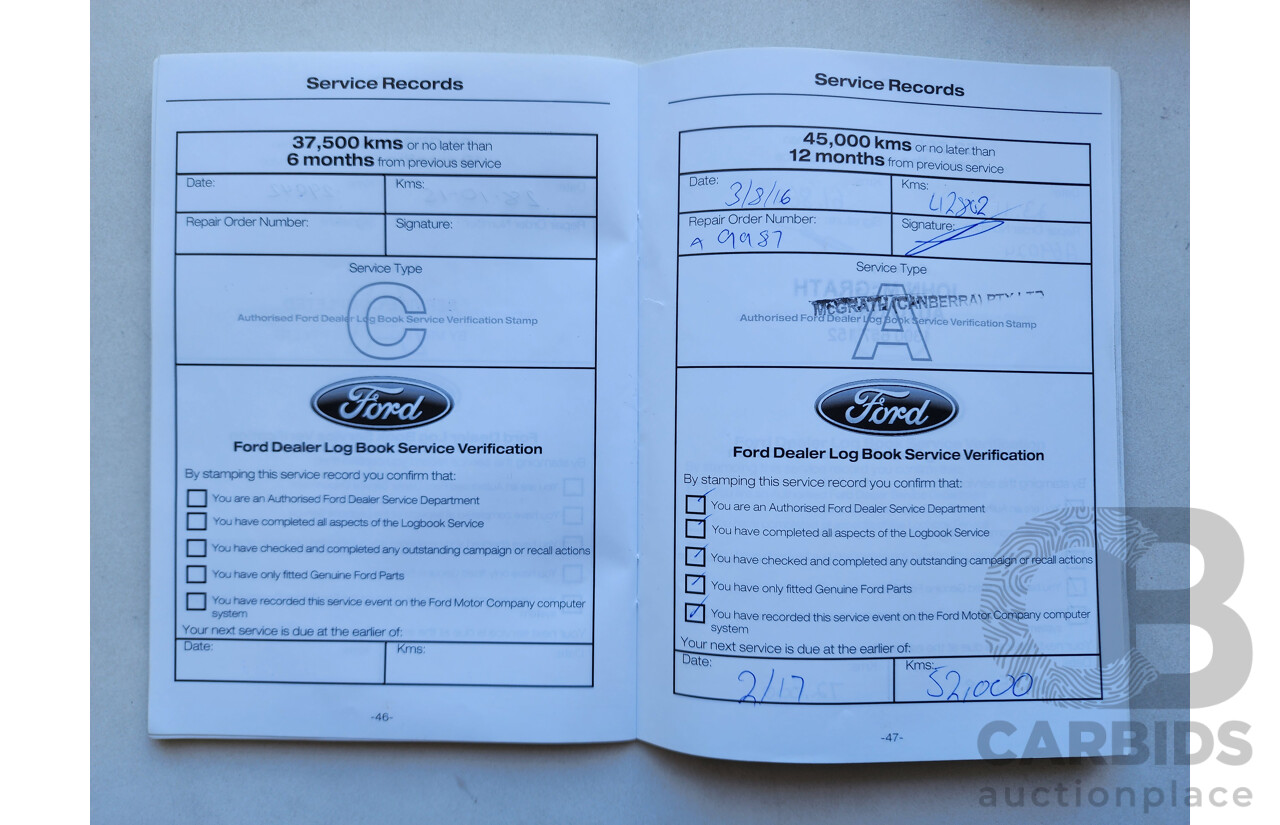 Service Records
37,500 kms or no later than
6 months from previous service
Date:
Kms:
Repair Order Number:
Signature:
Service Type
C
Authorised Ford Dealer Log Book Service Verification Stamp
Ford
Ford Dealer Log Book Service Verification
By stamping this service record you confirm that:
You are an Authorised Ford Dealer Service Department
You have completed all aspects of the Logbook Service
You have checked and completed any outstanding campaign or recall actions
You have only fitted Genuine Ford Parts
You have recorded this service event on the Ford Motor Company computer
system
Your next service is due at the earlier of:
Date:
Kms:
-46-
Service Records
45,000 kms or no later than
12 months from previous service
Date: 3/8/16
Kms: 42802
Repair Order Number:
A 9987
Signature:
Service Type
A
McGRATH (CANBERRA) PTY LTD
Authorised Ford Dealer Log Book Service Verification Stamp
Ford
Ford Dealer Log Book Service Verification
By stamping this service record you confirm that:
You are an Authorised Ford Dealer Service Department
You have completed all aspects of the Logbook Service
You have checked and completed any outstanding campaign or recall actions
You have only fitted Genuine Ford Parts
You have recorded this service event on the Ford Motor Company computer
system
Your next service is due at the earlier of:
Date: 2/17
Kms: 52,000
-47-
CB
CARBIDS
auctionplace